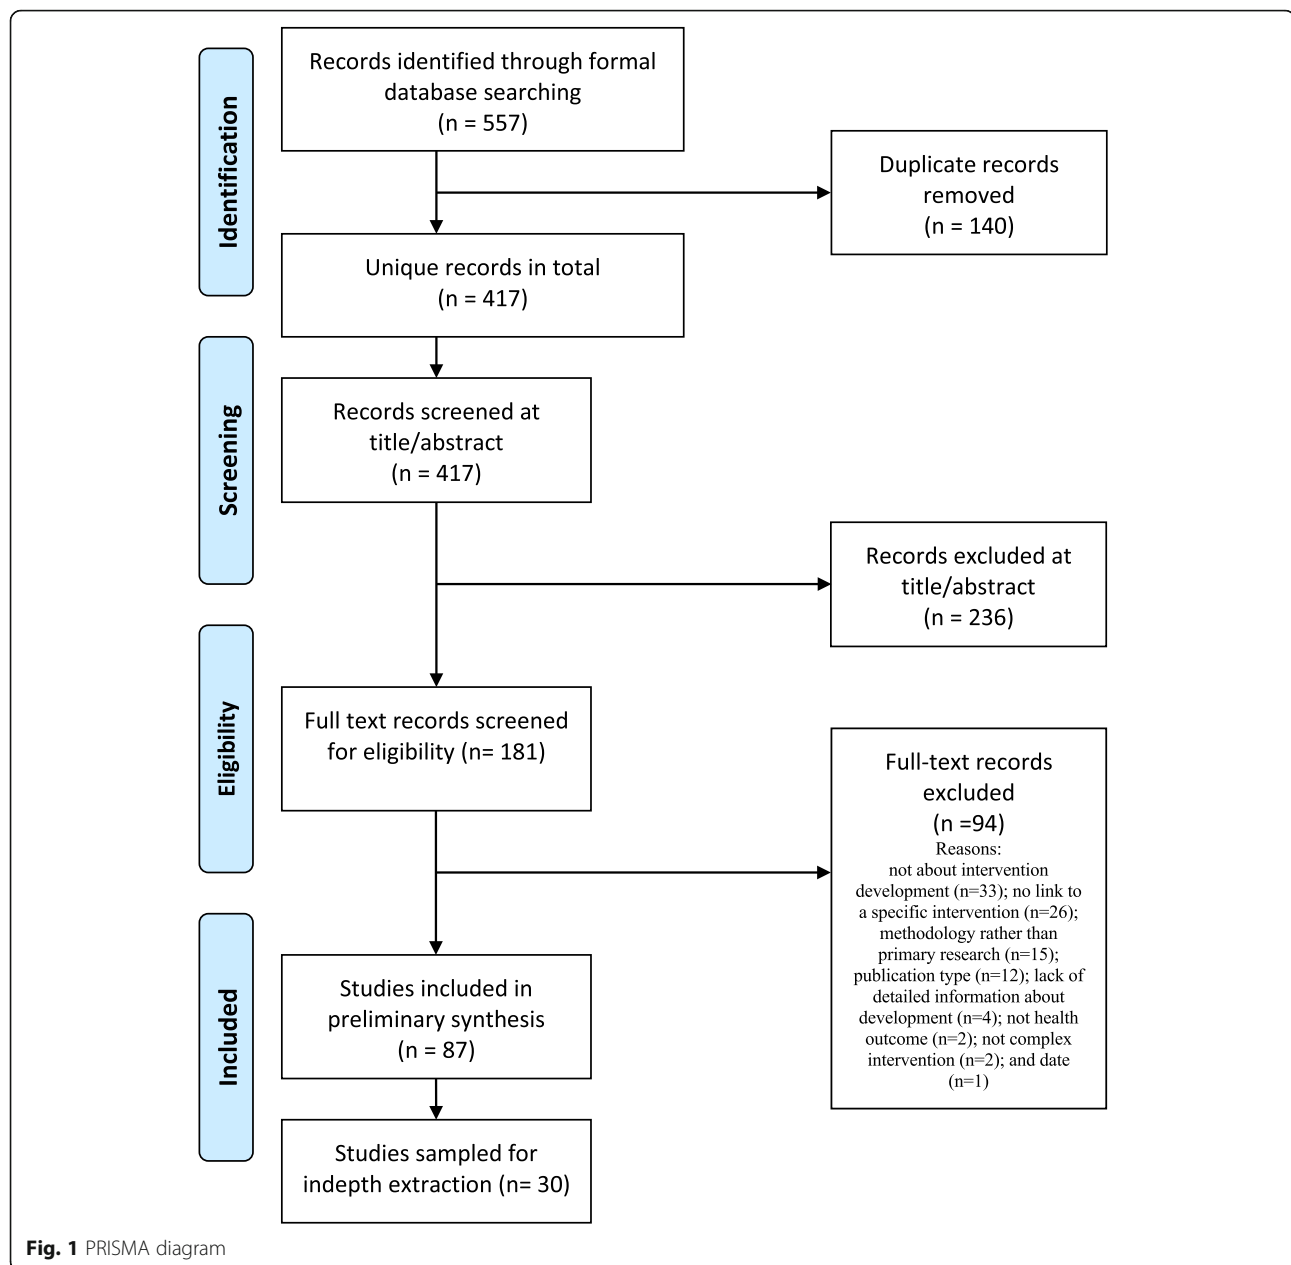 Identification
Records identified through formal
database searching
(n = 557)
Duplicate records
removed
(n = 140)
Unique records in total
(n = 417)
Screening
Records screened at
title/abstract
(n = 417)
Records excluded at
title/abstract
(n = 236)
Eligibility
Full text records screened
for eligibility (n= 181)
Full-text records
excluded
(n =94)
Reasons:
not about intervention
development (n=33); no link to
a specific intervention (n=26);
methodology rather than
primary research (n=15);
publication type (n=12); lack of
detailed information about
development (n=4); not health
outcome (n=2); not complex
intervention (n=2); and date
(n=1)
Included
Studies included in
preliminary synthesis
(n = 87)
Studies sampled for
indepth extraction (n= 30)
Fig. 1 PRISMA diagram